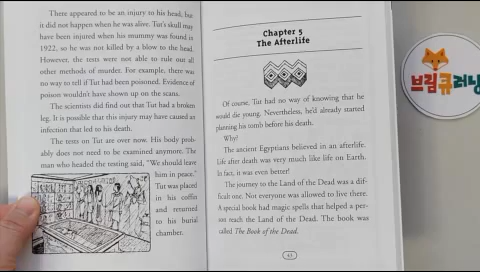 There appeared to be an injury to his head, but
it did not happen when he was alive. Tut's skull may
have been injured when his mummy was found is
1922, so he was not killed by a blow to the head.
However, the tests were not able to rule out all
other methods of murder. For example, there was
no way to tell if Tut had been poisoned. Evidence of
poison wouldn't have shown up on the scans.
The scientists did find out that Tut had a broken
leg. It is possible that this injury may have caused an
infection that led to his death.
The tests on Tut are over now. His body prob-
ably does not need to be examined anymore. The
man who headed the testing said, "We should leave
him in peace."
Tut was placed
in his coffin
and returned
to his burial
chamber.
Chapter 5
The Afterlife
Of course, Tut had no way of knowing that he
would die young. Nevertheless, he'd already started
planning his tomb before his death.
Why?
The ancient Egyptians believed in an afterlife.
Life after death was very much like life on Earth.
In fact, it was even better!
The journey to the Land of the Dead was a dif-
ficult one. Not everyone was allowed to live there.
A special book had magic spells that helped a per-
son reach the Land of the Dead. The book was
called The Book of the Dead.
43
브림큐러닝